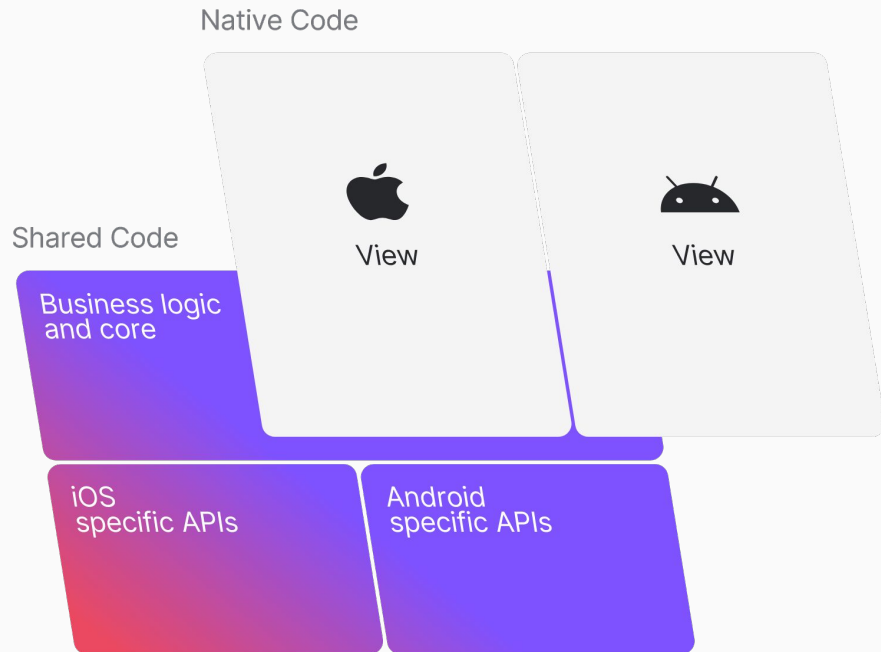 Native Code
View
View
Shared Code
Business logic
and core
iOS
specific APIs
Android
specific APIs